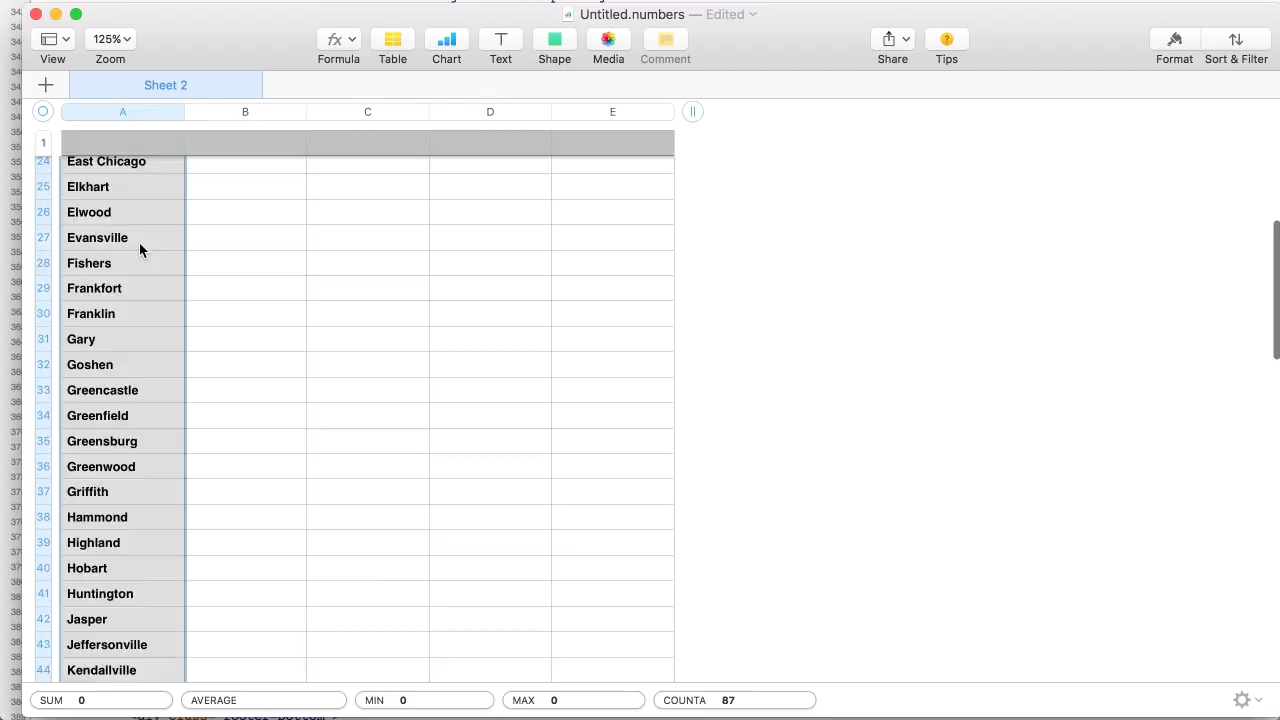 Untitled.numbers — Edited
125%
View
Zoom
Formula
Table
Chart
Text
Shape
Media
Comment
Share
Tips
Format
Sort & Filter
Sheet 2
A B C D E
1
24 East Chicago
25 Elkhart
26 Elwood
27 Evansville
28 Fishers
29 Frankfort
30 Franklin
31 Gary
32 Goshen
33 Greencastle
34 Greenfield
35 Greensburg
36 Greenwood
37 Griffith
38 Hammond
39 Highland
40 Hobart
41 Huntington
42 Jasper
43 Jeffersonville
44 Kendallville
SUM 0
AVERAGE
MIN 0
MAX 0
COUNTA 87